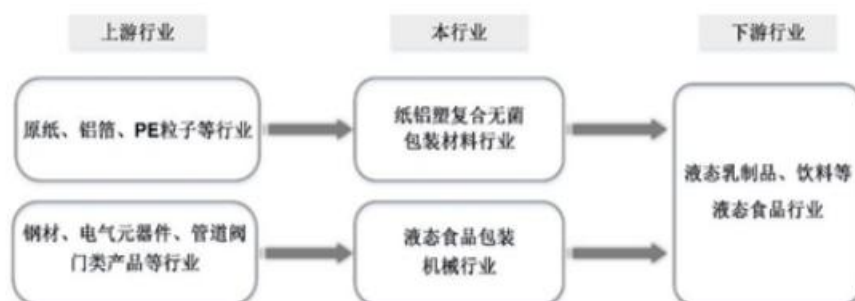 上游行业
本行业
下游行业
原纸、铝箔、PE粒子等行业
纸铝塑复合无菌
包装材料行业
液态乳制品、饮料等
液态食品行业
钢材、电气元器件、管道阀
门类产品等行业
液态食品包装
机械行业